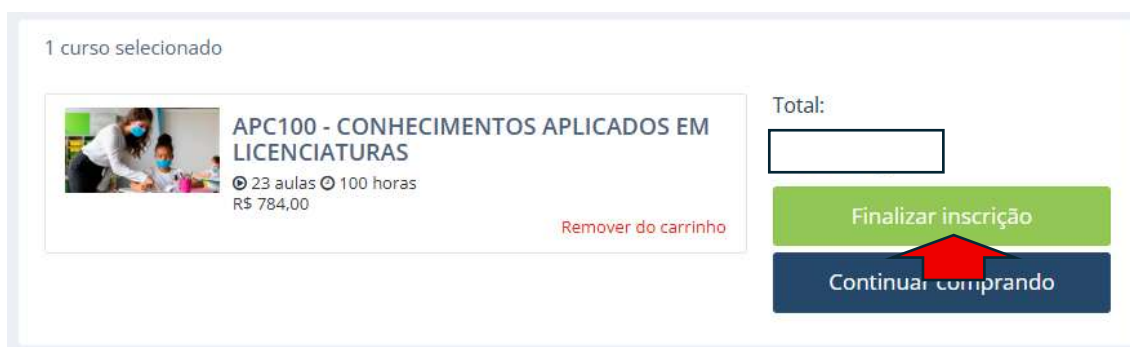 1 curso selecionado
APC100 - CONHECIMENTOS APLICADOS EM
LICENCIATURAS
23 aulas 100 horas
R$ 784,00
Remover do carrinho
Total:
Finalizar inscrição
Continuar comprando